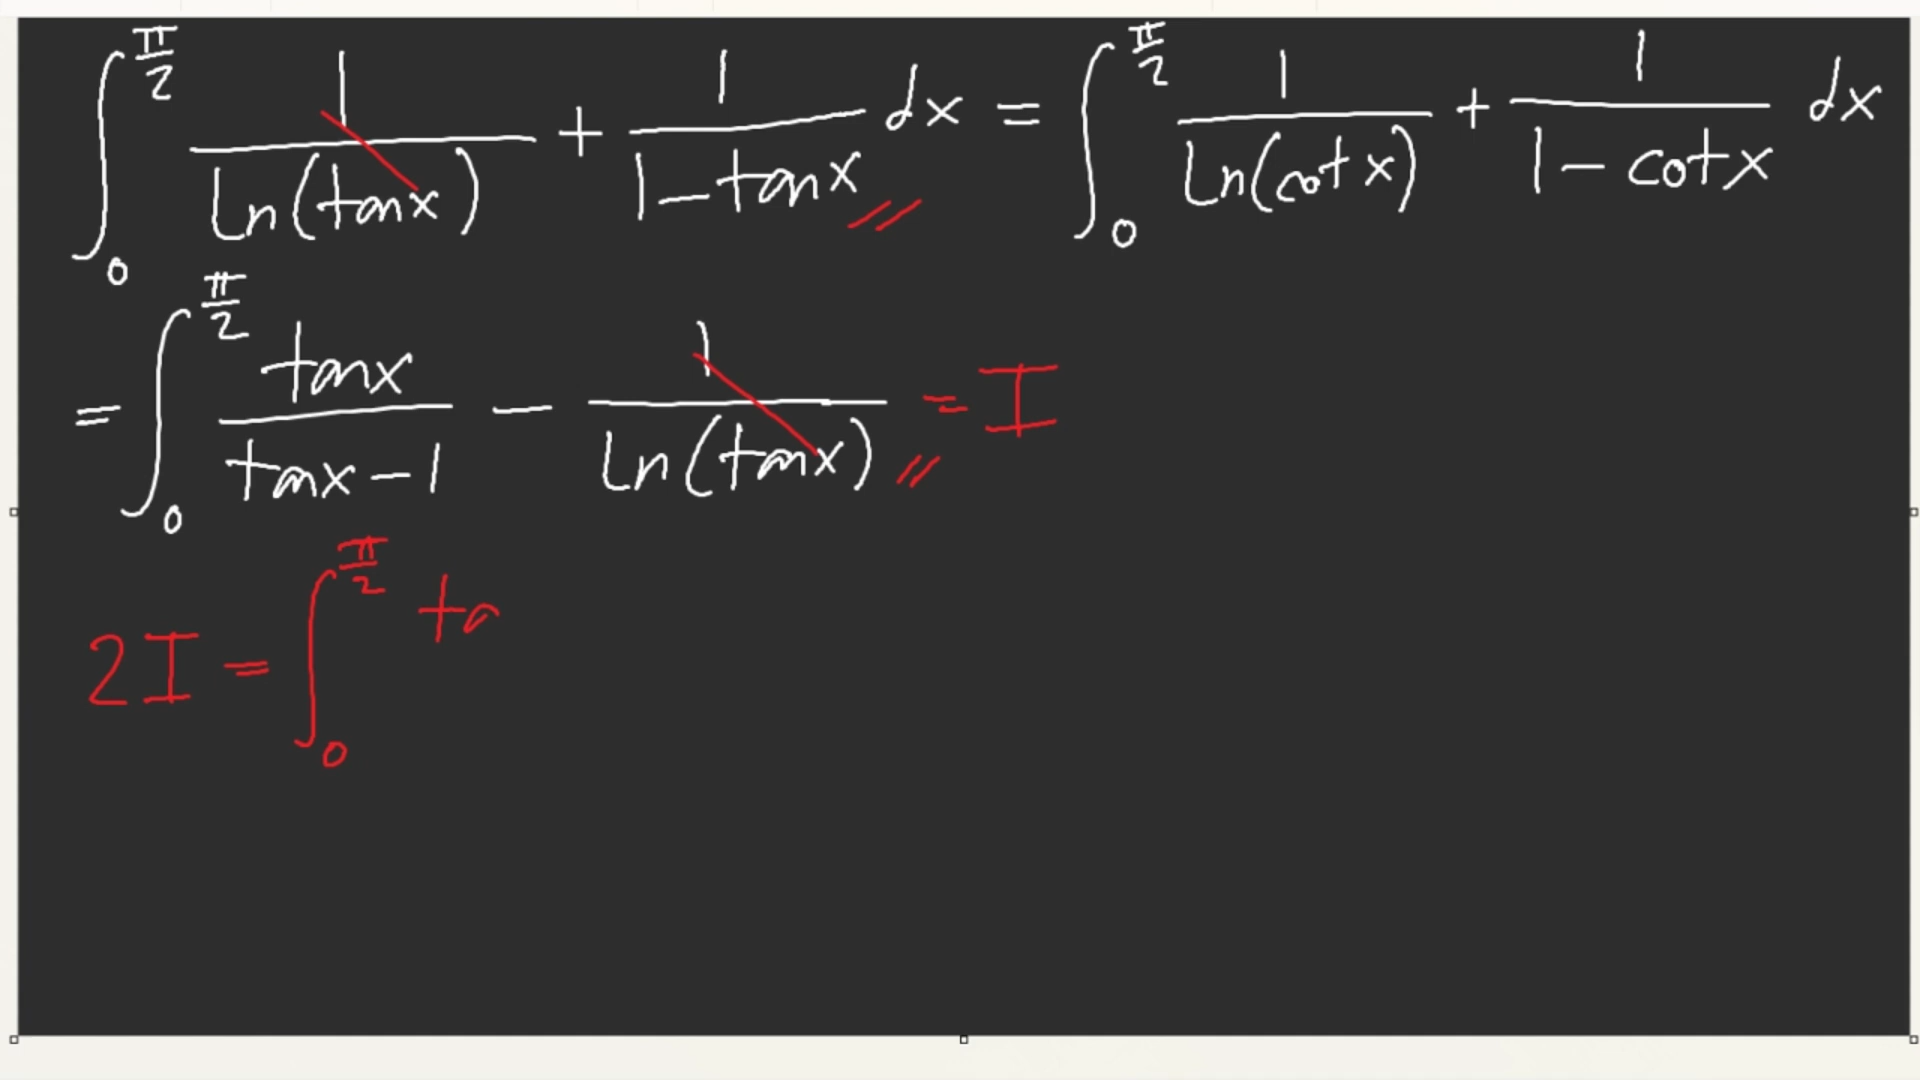 ∫₀^(π/2) 1/Ln(tanx) + 1/(1-tanx) dx = ∫₀^(π/2) 1/Ln(cotx) + 1/(1-cotx) dx
= ∫₀^(π/2) tanx/(tanx-1) - 1/Ln(tanx) = I
2I = ∫₀^(π/2) ta